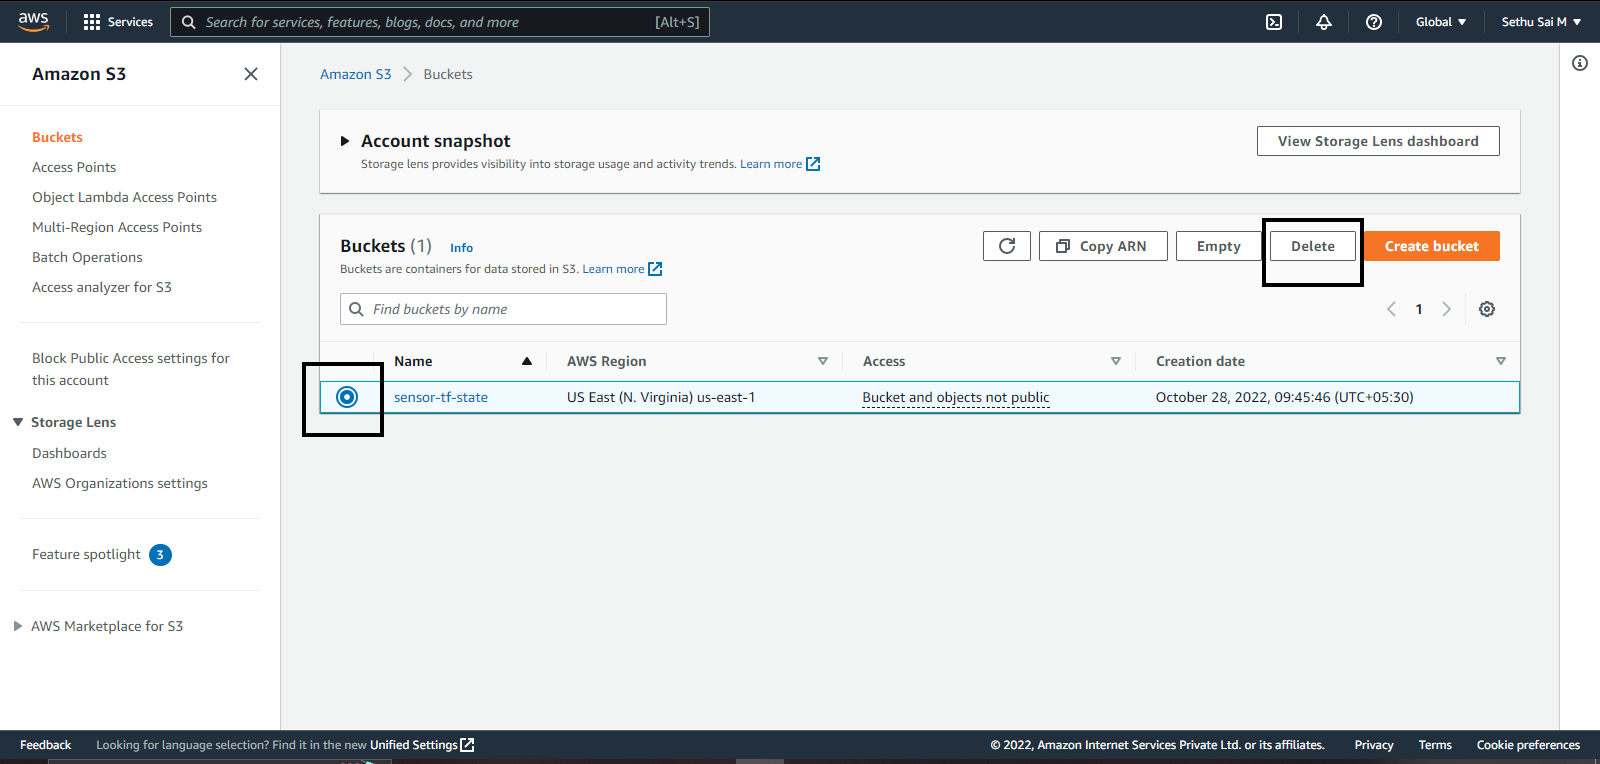 aws Services Search for services, features, blogs, docs, and more [Alt+S] Global Sethu Sai M
Amazon S3
Buckets
Access Points
Object Lambda Access Points
Multi-Region Access Points
Batch Operations
Access analyzer for S3
Block Public Access settings for
this account
Storage Lens
Dashboards
AWS Organizations settings
Feature spotlight 3
AWS Marketplace for S3
Amazon S3 Buckets
Account snapshot
Storage lens provides visibility into storage usage and activity trends. Learn more
View Storage Lens dashboard
Buckets (1) Info
Buckets are containers for data stored in S3. Learn more
Copy ARN Empty Delete Create bucket
Find buckets by name
1
Name AWS Region Access Creation date
sensor-tf-state US East (N. Virginia) us-east-1 Bucket and objects not public October 28, 2022, 09:45:46 (UTC+05:30)
Feedback Looking for language selection? Find it in the new Unified Settings © 2022, Amazon Internet Services Private Ltd. or its affiliates. Privacy Terms Cookie preferences